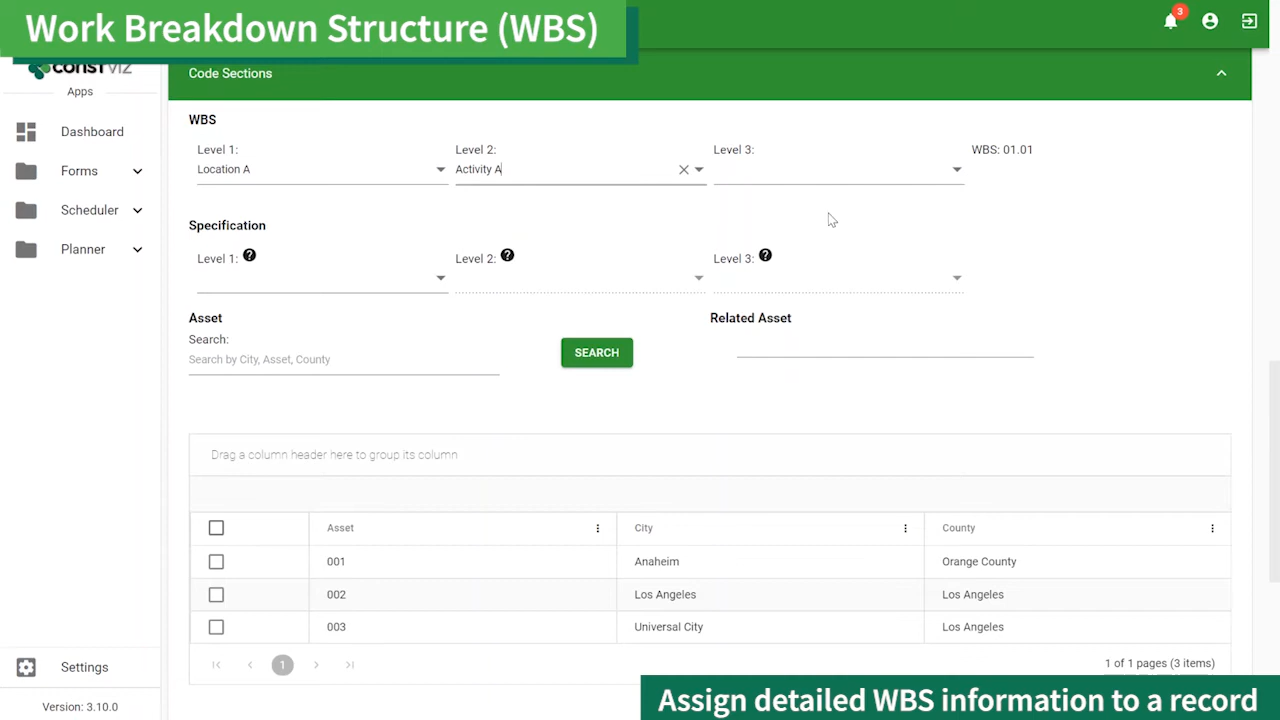 Work Breakdown Structure (WBS)
3
CONSTVIZ
Apps
Dashboard
Forms
Scheduler
Planner
Settings
Version: 3.10.0
Code Sections
WBS
Level 1:
Level 2:
Level 3:
WBS: 01.01
Location A
Activity A
Specification
Level 1: ?
Level 2: ?
Level 3: ?
Asset
Related Asset
Search:
Search by City, Asset, County
SEARCH
Drag a column header here to group its column
Asset City County
001 Anaheim Orange County
002 Los Angeles Los Angeles
003 Universal City Los Angeles
1
1 of 1 pages (3 items)
Assign detailed WBS information to a record